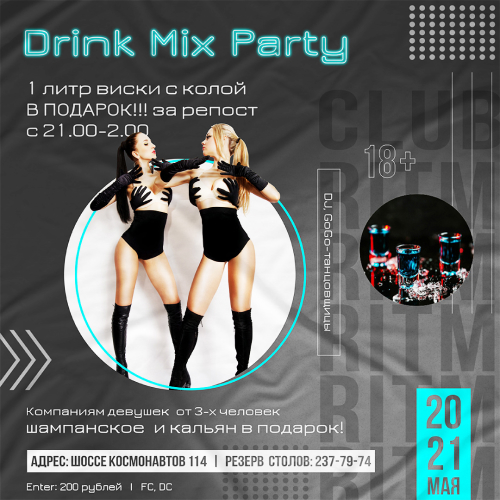 Drink Mix Party
1 литр виски с колой
В ПОДАРОК!!! за репост
с 21.00-2.00
CLUB
RITM
RITM
RITM
RITM
RITM
18+
DJ, GoGo-танцовщицы
Компаниям девушек от 3-х человек
шампанское и кальян в подарок!
АДРЕС: ШОССЕ КОСМОНАВТОВ 114 | РЕЗЕРВ СТОЛОВ: 237-79-74
Enter: 200 рублей | FC, DC
20
21
МАЯ